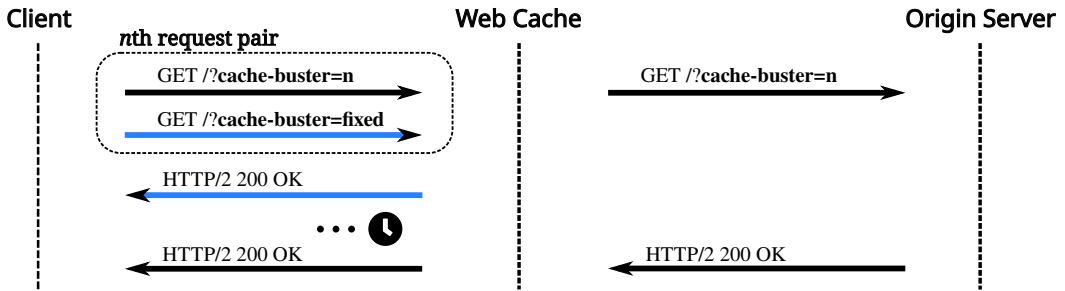 Client
Web Cache
Origin Server
nth request pair
GET /?cache-buster=n
GET /?cache-buster=n
GET /?cache-buster=fixed
HTTP/2 200 OK
HTTP/2 200 OK
HTTP/2 200 OK